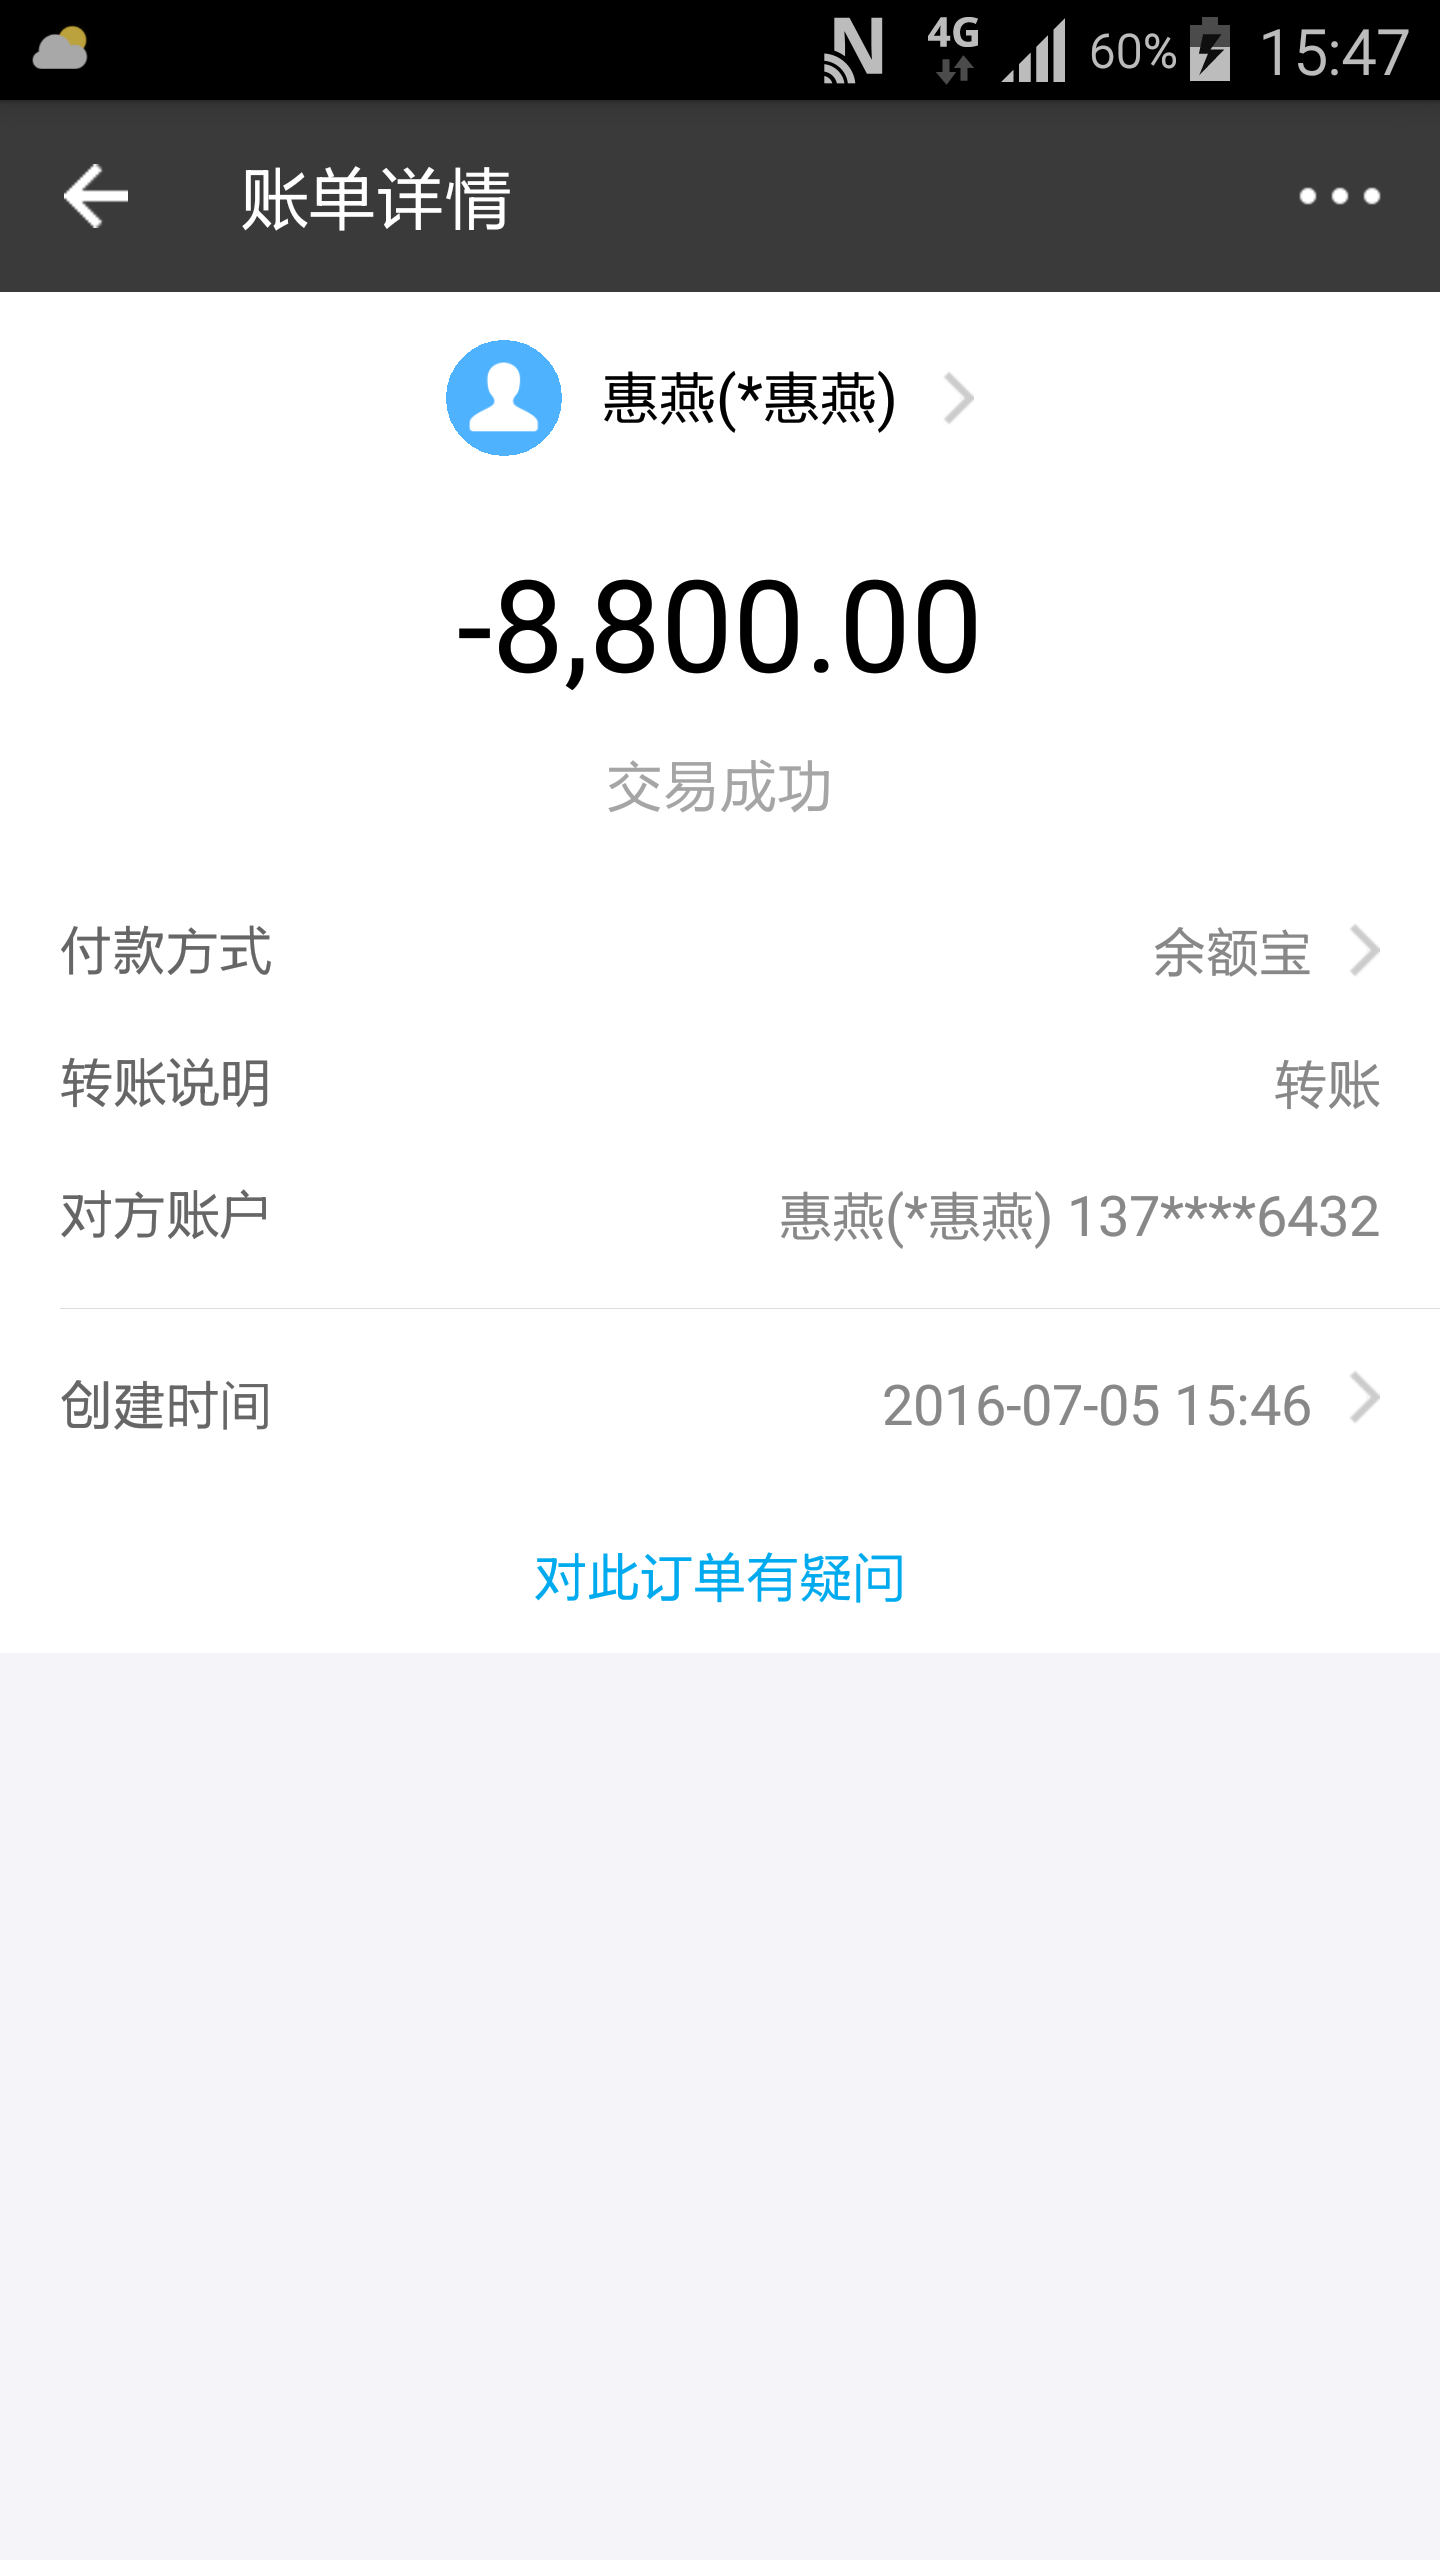 4G 60% 15:47
账单详情
惠燕(*惠燕)
-8,800.00
交易成功
付款方式 余额宝
转账说明 转账
对方账户 惠燕(*惠燕) 137****6432
创建时间 2016-07-05 15:46
对此订单有疑问